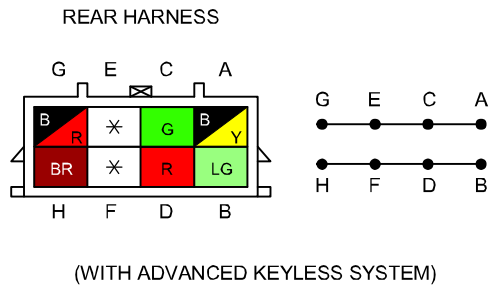 REAR HARNESS
G E C A
B R * G B Y
BR * R LG
H F D B
G E C A
H F D B
(WITH ADVANCED KEYLESS SYSTEM)